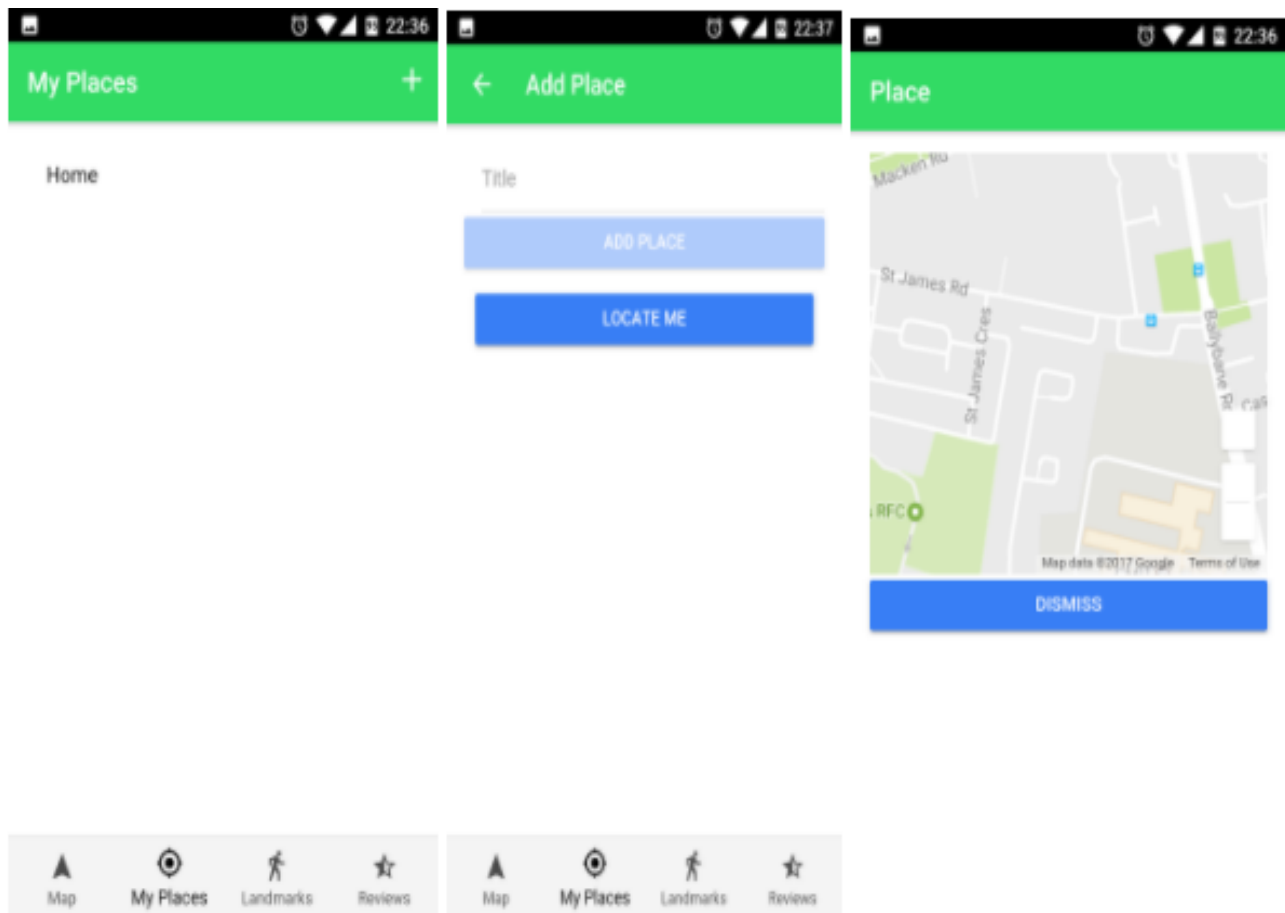 22:36
My Places +
Home
Map My Places Landmarks Reviews
22:37
Add Place
Title
ADD PLACE
LOCATE ME
Map My Places Landmarks Reviews
22:36
Place
Macken Rd
St James Rd
St James Cres
Ballybane Rd
Cas
RFC
Map data ©2017 Google Terms of Use
DISMISS